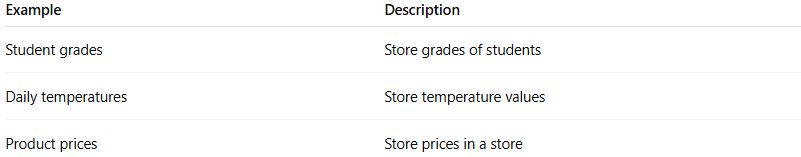 Example Description
Student grades Store grades of students
Daily temperatures Store temperature values
Product prices Store prices in a store